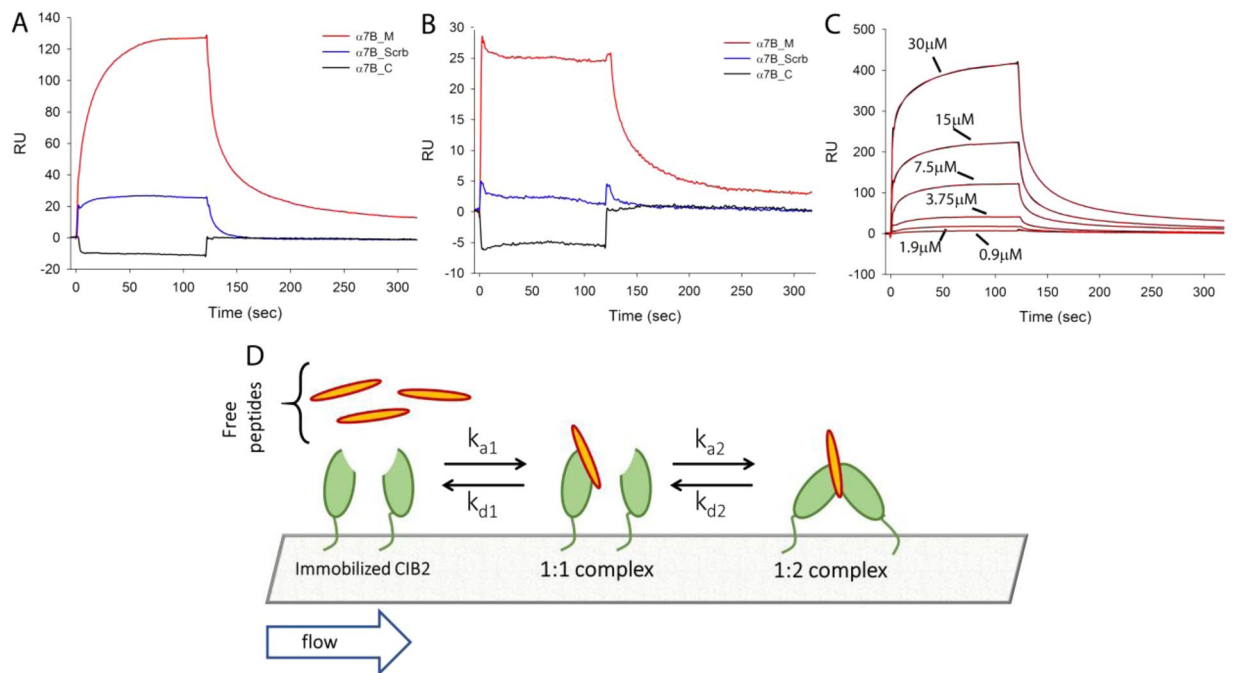 A
140
120
100
80
60
40
20
0
-20
RU
0
50
100
150
200
250
300
Time (sec)
α7B_M
α7B_Scrb
α7B_C
B
30
25
20
15
10
5
0
-5
-10
RU
0
50
100
150
200
250
300
Time (sec)
α7B_M
α7B_Scrb
α7B_C
C
500
400
300
200
100
0
-100
RU
0
50
100
150
200
250
300
Time (sec)
30μM
15μM
7.5μM
3.75μM
1.9μM
0.9μM
D
Free
peptides
ka1
kd1
ka2
kd2
Immobilized CIB2
1:1 complex
1:2 complex
flow